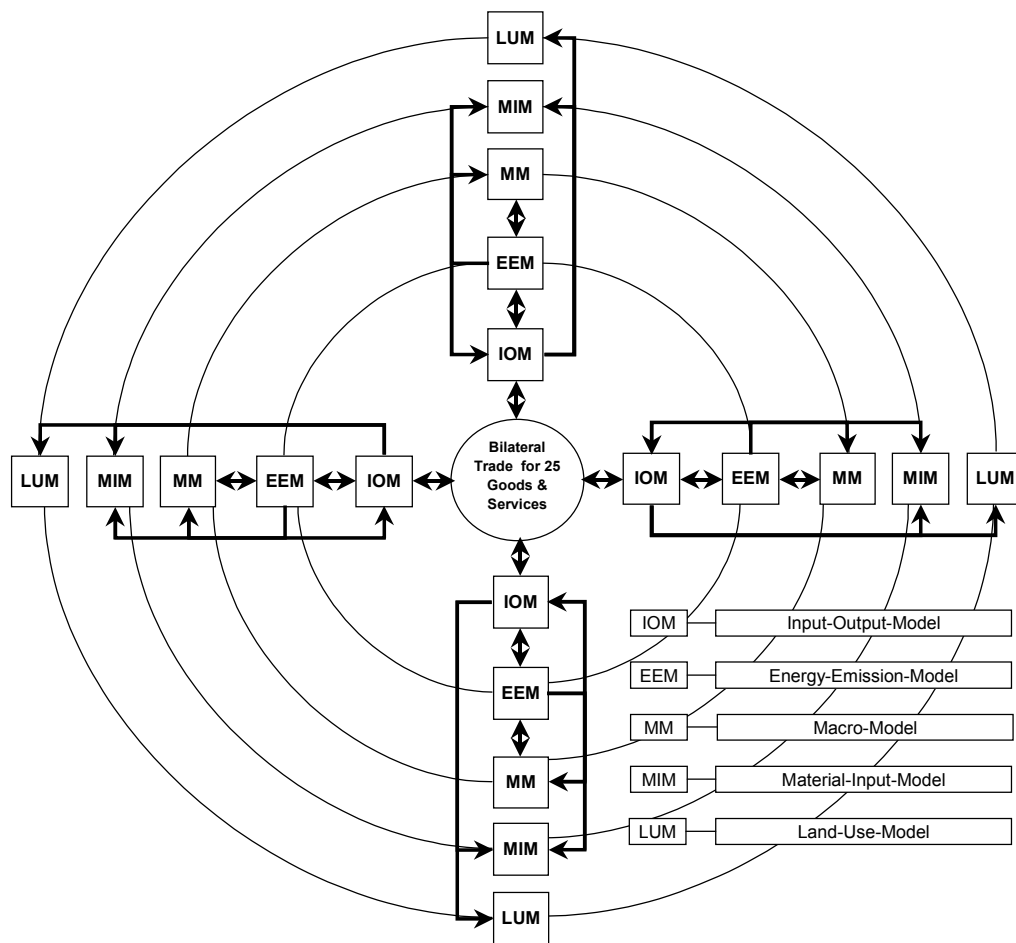 LUM
MIM
MM
EEM
IOM
Bilateral
Trade for 25
Goods &
Services
LUM MIM MM EEM IOM
IOM EEM MM MIM LUM
IOM
EEM
MM
MIM
LUM
IOM Input-Output-Model
EEM Energy-Emission-Model
MM Macro-Model
MIM Material-Input-Model
LUM Land-Use-Model